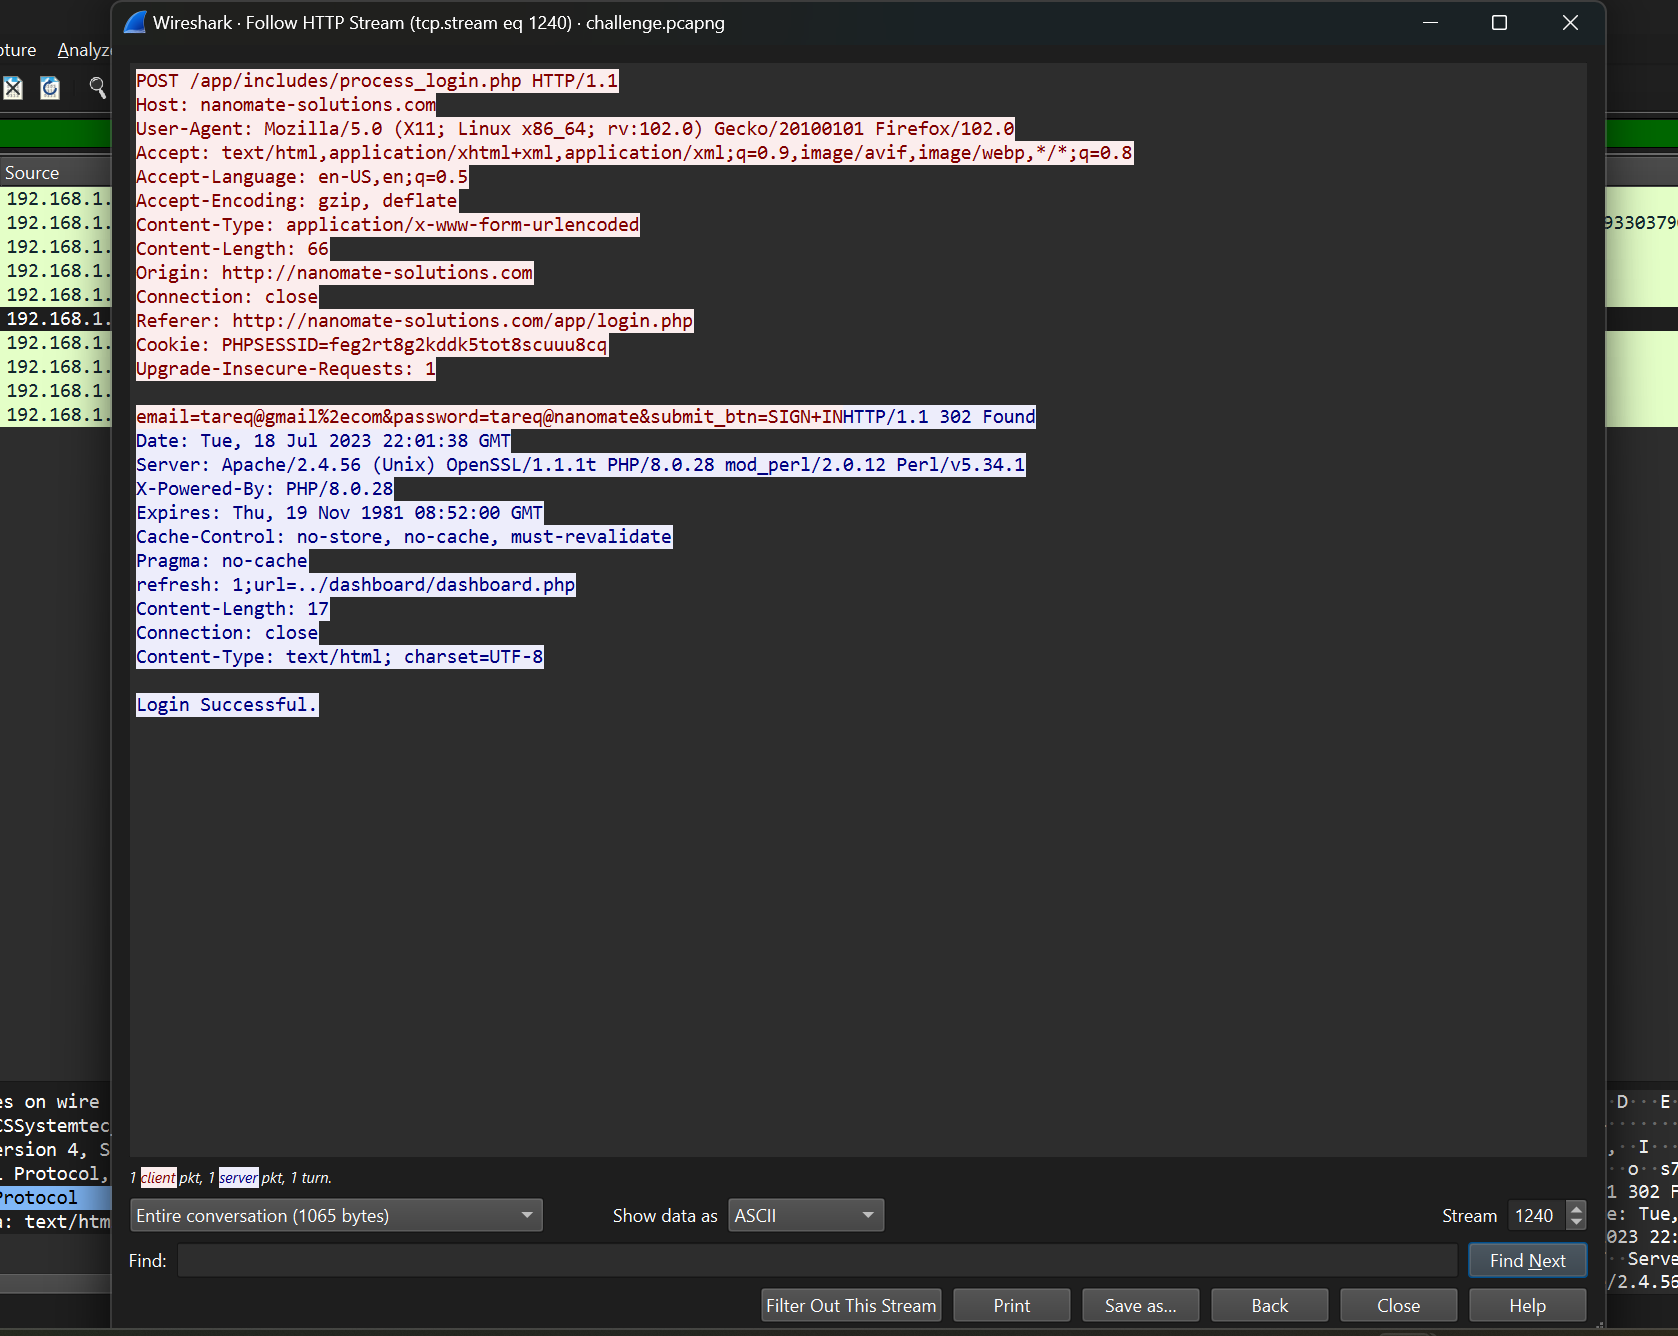 Wireshark · Follow HTTP Stream (tcp.stream eq 1240) · challenge.pcapng
pture Analyz
Source
192.168.1.
192.168.1.
9330379
192.168.1.
192.168.1.
192.168.1.
192.168.1.
192.168.1.
192.168.1.
192.168.1.
192.168.1.
POST /app/includes/process_login.php HTTP/1.1
Host: nanomate-solutions.com
User-Agent: Mozilla/5.0 (X11; Linux x86_64; rv:102.0) Gecko/20100101 Firefox/102.0
Accept: text/html,application/xhtml+xml,application/xml;q=0.9,image/avif,image/webp,*/*;q=0.8
Accept-Language: en-US,en;q=0.5
Accept-Encoding: gzip, deflate
Content-Type: application/x-www-form-urlencoded
Content-Length: 66
Origin: http://nanomate-solutions.com
Connection: close
Referer: http://nanomate-solutions.com/app/login.php
Cookie: PHPSESSID=feg2rt8g2kddk5tot8scuuu8cq
Upgrade-Insecure-Requests: 1
email=tareq@gmail%2ecom&password=tareq@nanomate&submit_btn=SIGN+INHTTP/1.1 302 Found
Date: Tue, 18 Jul 2023 22:01:38 GMT
Server: Apache/2.4.56 (Unix) OpenSSL/1.1.1t PHP/8.0.28 mod_perl/2.0.12 Perl/v5.34.1
X-Powered-By: PHP/8.0.28
Expires: Thu, 19 Nov 1981 08:52:00 GMT
Cache-Control: no-store, no-cache, must-revalidate
Pragma: no-cache
refresh: 1;url=../dashboard/dashboard.php
Content-Length: 17
Connection: close
Content-Type: text/html; charset=UTF-8
Login Successful.
es on wire
CSSystemtec
ersion 4, S
l Protocol,
Protocol
a: text/htm
·D···E·
········
,··I···
··o··s7
1 302 F
e: Tue,
023 22:
··Serve
/2.4.56
1 client pkt, 1 server pkt, 1 turn.
Entire conversation (1065 bytes)
Show data as ASCII
Stream 1240
Find:
Find Next
Filter Out This Stream Print Save as... Back Close Help